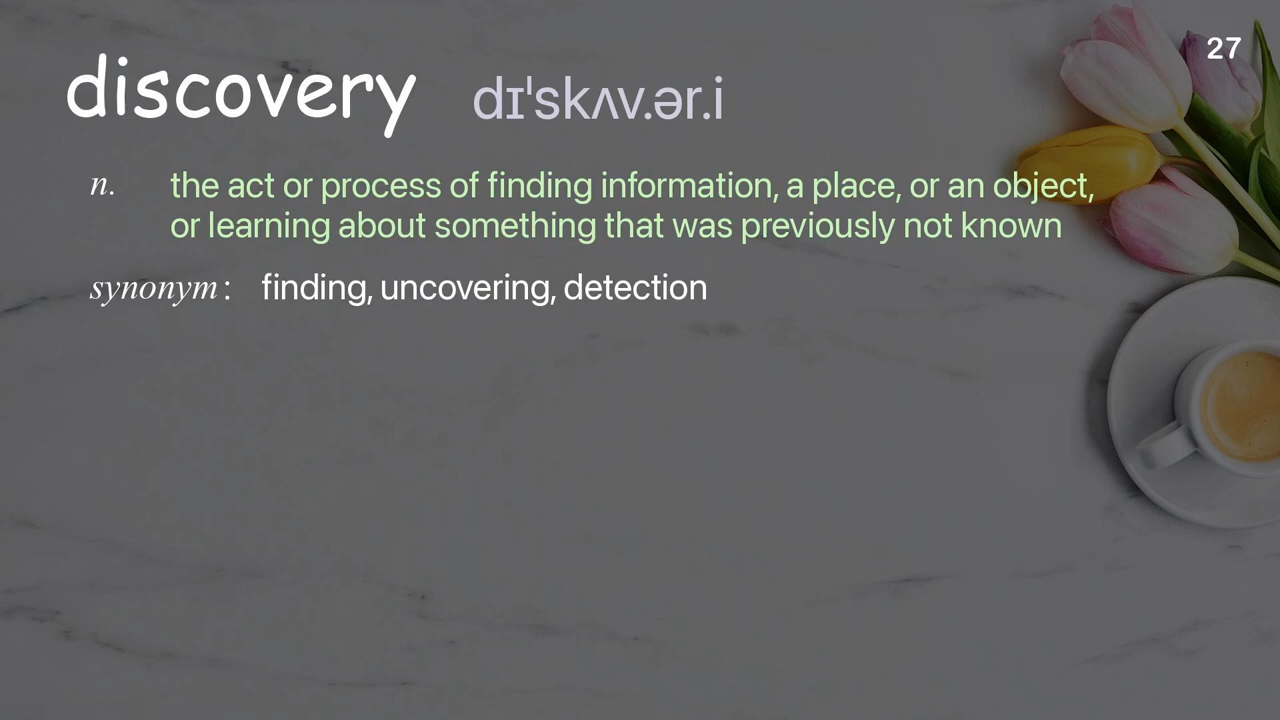 27
discovery dɪˈskʌv.ər.i
n. the act or process of finding information, a place, or an object,
or learning about something that was previously not known
synonym: finding, uncovering, detection